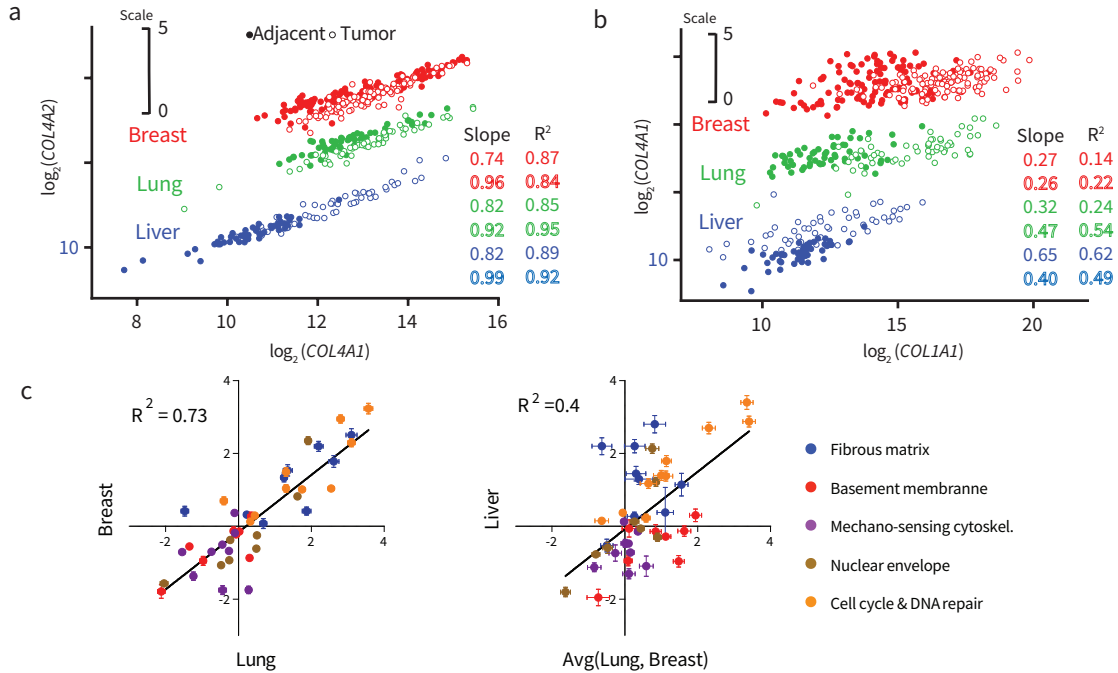 a
Scale
5
0
Adjacent
Tumor
log2(COL4A2)
Breast
Lung
Liver
10
Slope R2
0.74 0.87
0.96 0.84
0.82 0.85
0.92 0.95
0.82 0.89
0.99 0.92
8 10 12 14 16
log2(COL4A1)
b
Scale
5
0
log2(COL4A1)
Breast
Lung
Liver
10
Slope R2
0.27 0.14
0.26 0.22
0.32 0.24
0.47 0.54
0.65 0.62
0.40 0.49
10 15 20
log2(COL1A1)
c
R2 = 0.73
4
2
-2 2 4
-2
Breast
Lung
R2 =0.4
4
2
-2 2 4
-2
Liver
Avg(Lung, Breast)
Fibrous matrix
Basement membranne
Mechano-sensing cytoskel.
Nuclear envelope
Cell cycle & DNA repair